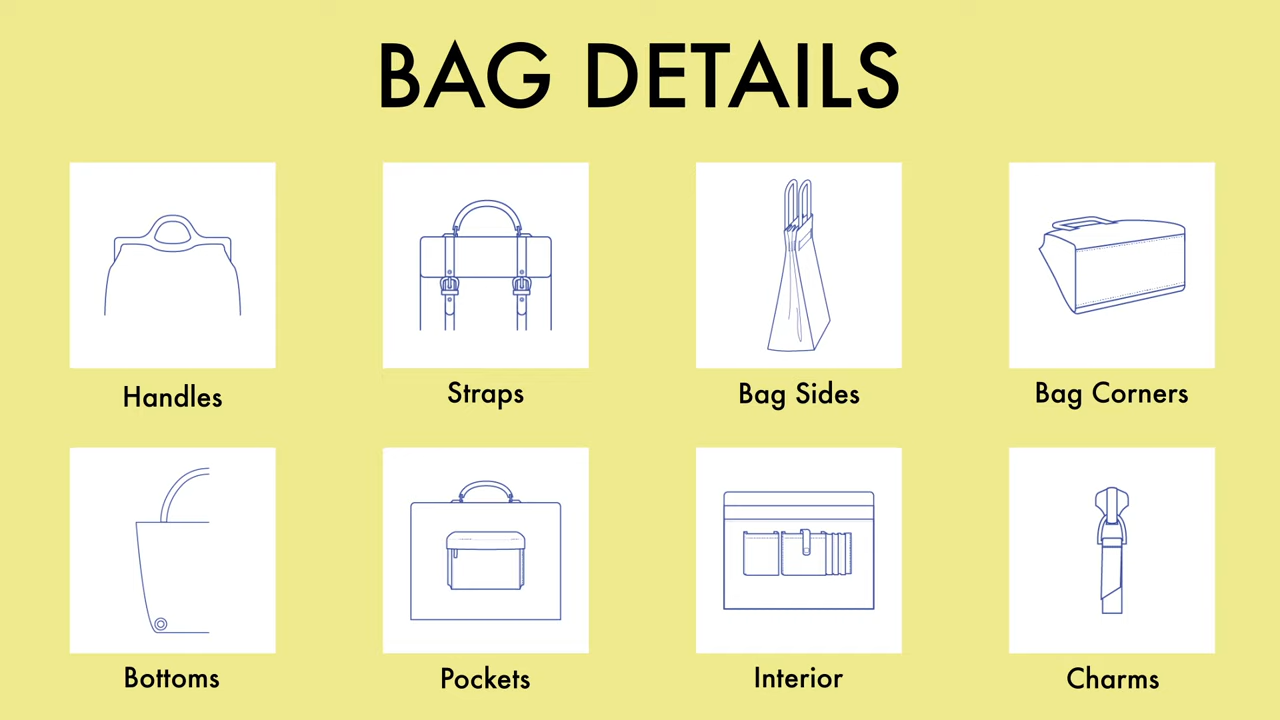 BAG DETAILS
Handles
Straps
Bag Sides
Bag Corners
Bottoms
Pockets
Interior
Charms